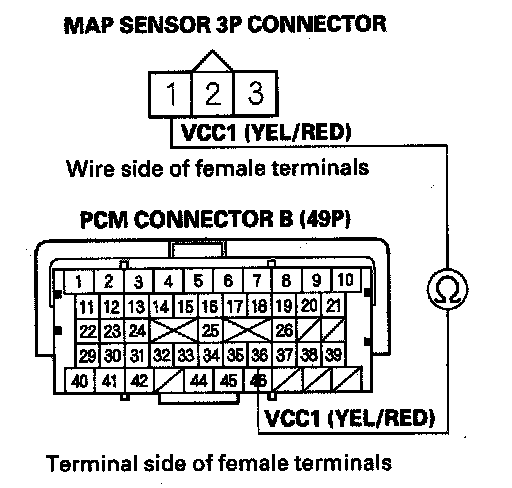 MAP SENSOR 3P CONNECTOR
1 2 3
VCC1 (YEL/RED)
Wire side of female terminals
PCM CONNECTOR B (49P)
1 2 3 4 5 6 7 8 9 10
11 12 13 14 15 16 17 18 19 20 21
22 23 24 25 26
Ω
29 30 31 32 33 34 35 36 37 38 39
40 41 42 44 45 46
VCC1 (YEL/RED)
Terminal side of female terminals